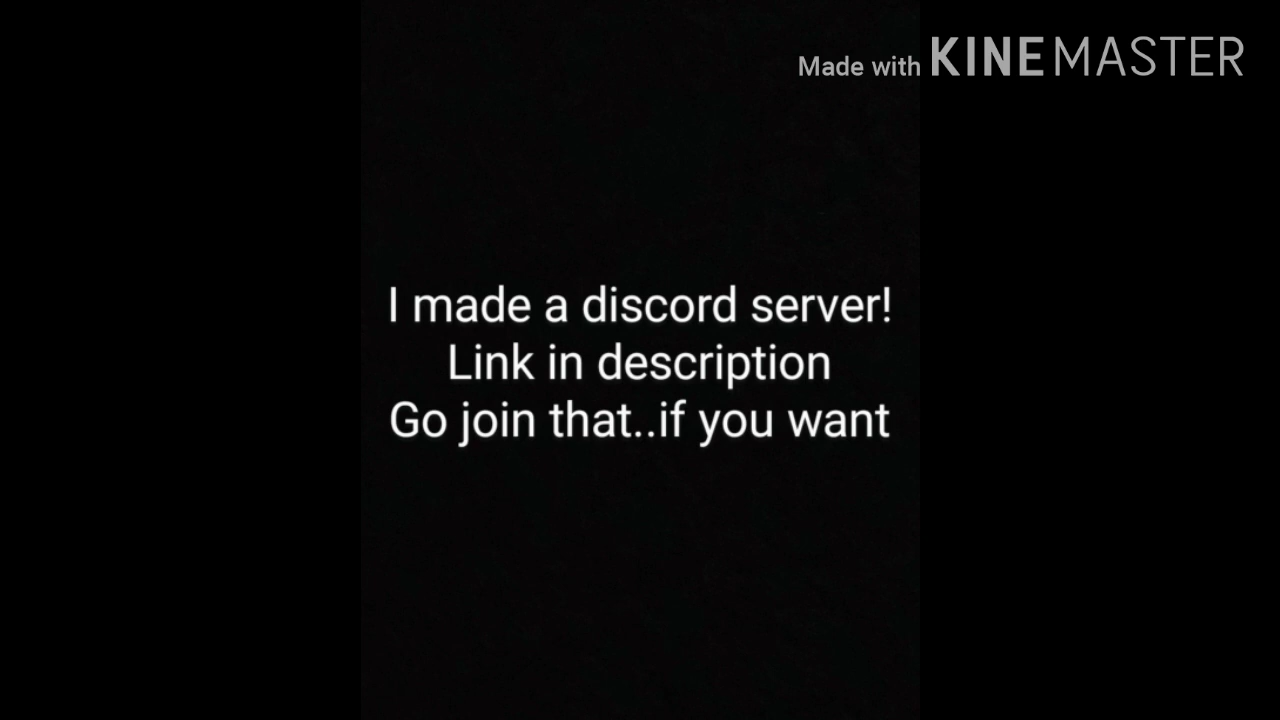 Made with KINEMASTER
I made a discord server!
Link in description
Go join that..if you want